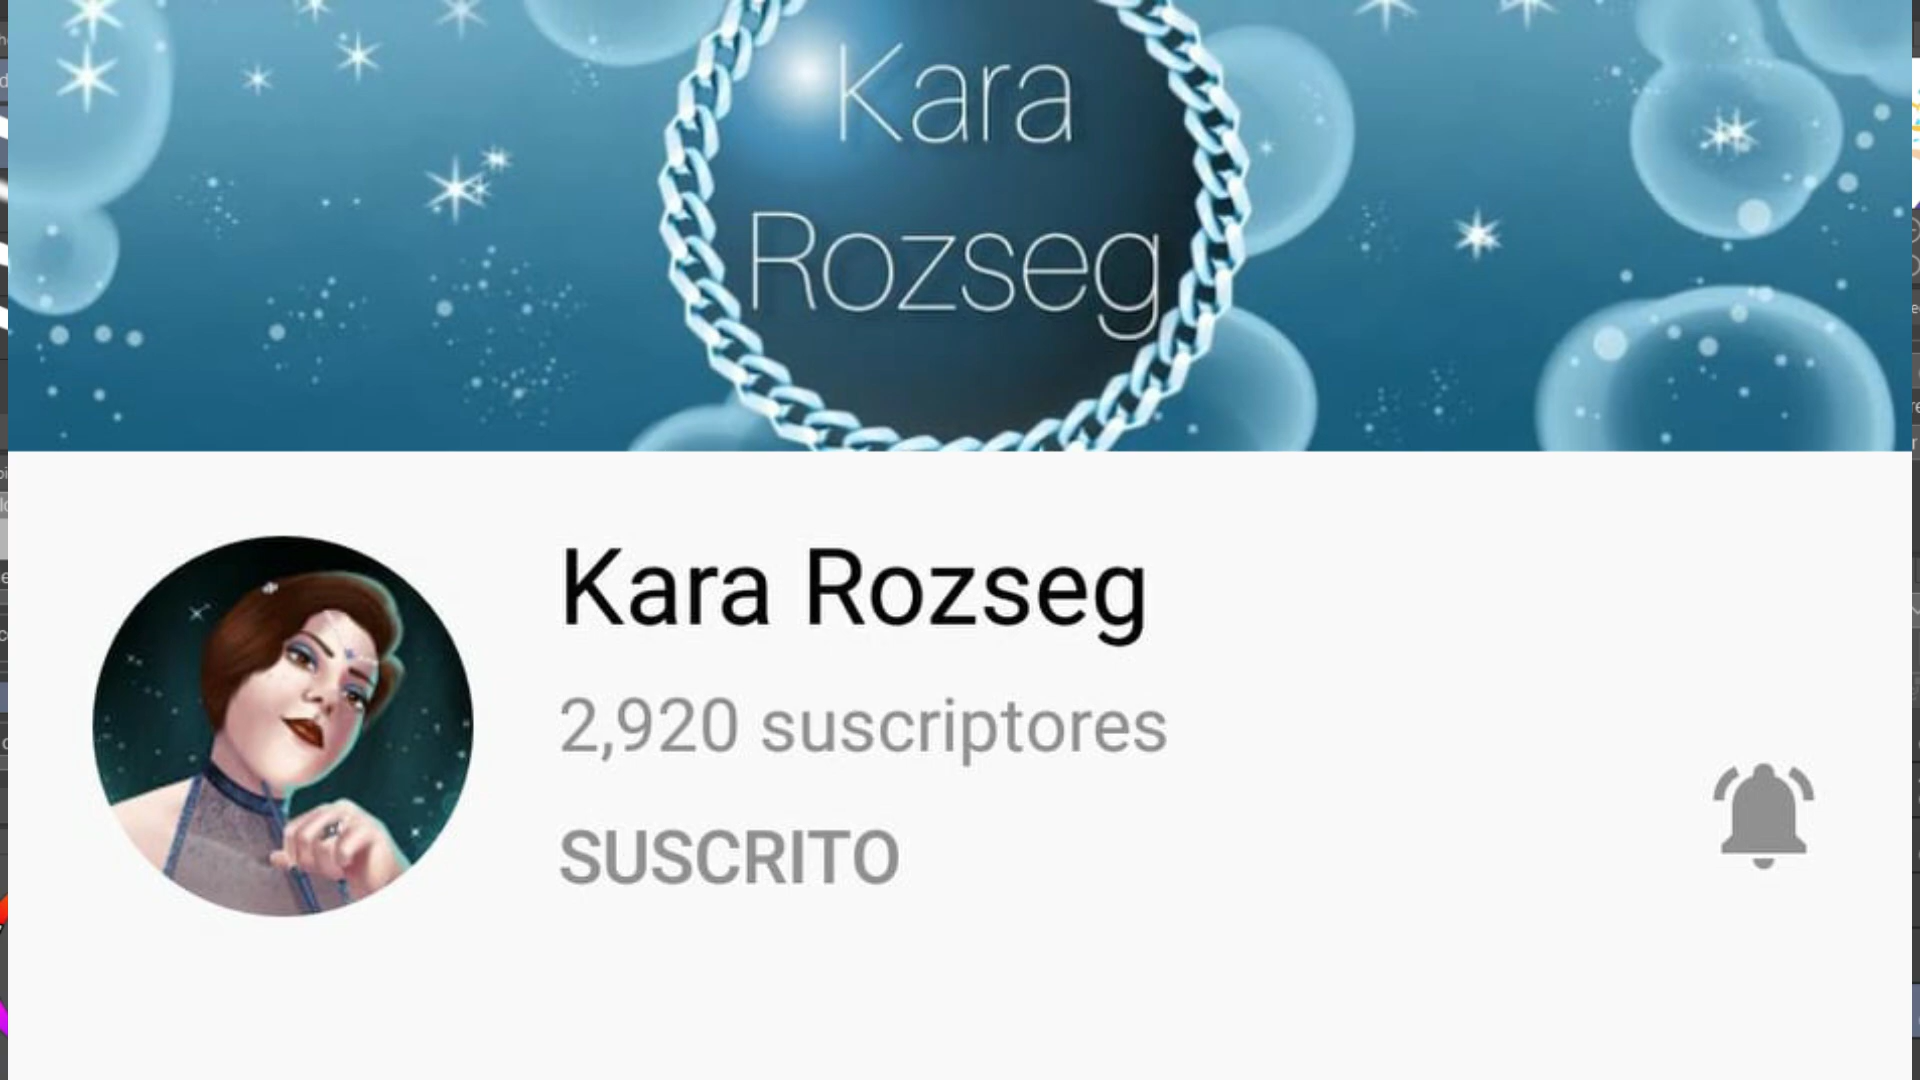 Kara
Rozseg
Kara Rozseg
2,920 suscriptores
SUSCRITO